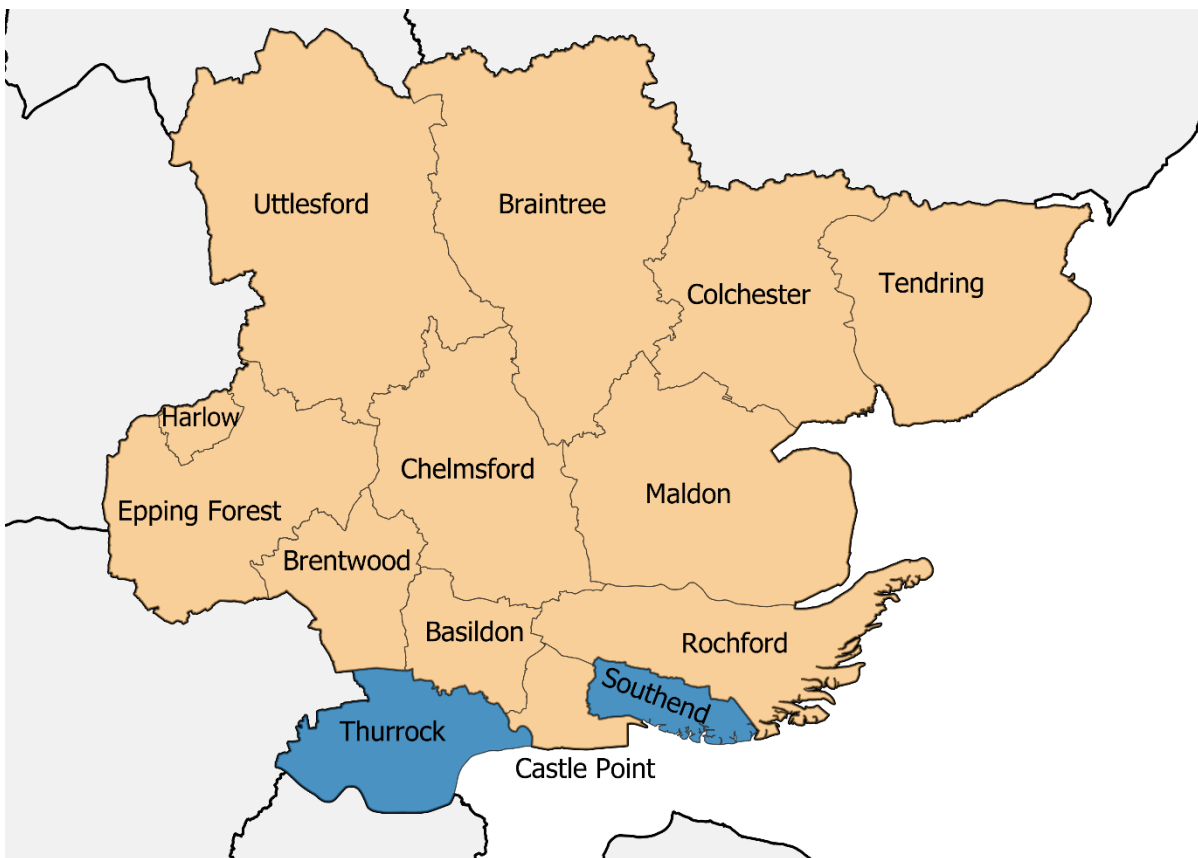 Uttlesford
Braintree
Tendring
Colchester
Harlow
Chelmsford
Maldon
Epping Forest
Brentwood
Basildon
Rochford
Southend
Thurrock
Castle Point